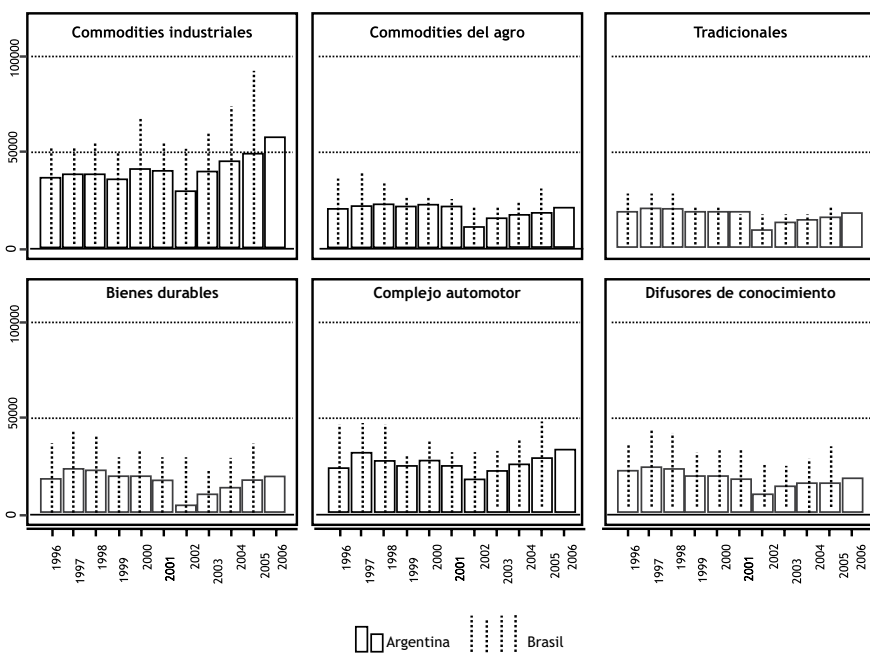 Commodities industriales
Commodities del agro
Tradicionales
100000
50000
0
Bienes durables
Complejo automotor
Difusores de conocimiento
100000
50000
0
1996 1997 1998 1999 2000 2001 2002 2003 2004 2005 2006
1996 1997 1998 1999 2000 2001 2002 2003 2004 2005 2006
1996 1997 1998 1999 2000 2001 2002 2003 2004 2005 2006
Argentina Brasil